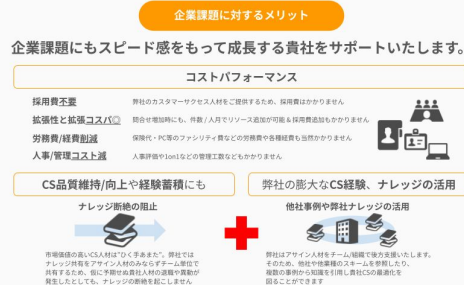 企業課題に対するメリット
企業課題にもスピード感をもって成長する貴社をサポートいたします。
コストパフォーマンス
採用費不要 弊社のカスタマーサクセス人材をご提供するため、採用費はかかりません
拡張性と拡張コスパ◎ 問合せ増加時にも、件数 / 人月でリソース追加が可能 & 採用費追加もかかりません
労務費/経費削減 保険代・PC等のファシリティ費などの労務費や各種経費も当然かかりません
人事/管理コスト減 人事評価や1on1などの管理工数などもかかりません
CS品質維持/向上や経験蓄積にも
弊社の膨大なCS経験、ナレッジの活用
ナレッジ断絶の阻止
他社事例や弊社ナレッジの活用
市場価値の高いCS人材は"ひく手あまた"。弊社では
ナレッジ共有をアサイン人材のみならずチーム単位で
共有するため、仮に予期せぬ貴社人材の退職や異動が
発生したとしても、ナレッジの断絶を起こしません
弊社はアサイン人材をチーム/組織で後方支援いたします。
そのため、他社や他業種のスキームを参照したり、
複数の事例から知識を引用し貴社CSの最適化を
図ることができます